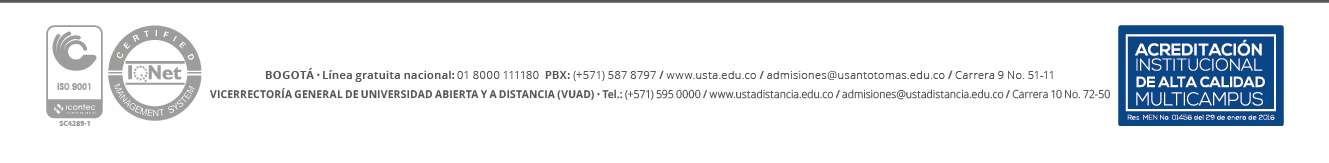 CERTIFIED
IQNet
MANAGEMENT SYSTEM
ISO 9001
icontec
SC4289-1
BOGOTÁ · Línea gratuita nacional: 01 8000 111180 PBX: (+571) 587 8797 / www.usta.edu.co / admisiones@usantotomas.edu.co / Carrera 9 No. 51-11
VICERRECTORÍA GENERAL DE UNIVERSIDAD ABIERTA Y A DISTANCIA (VUAD) · Tel.: (+571) 595 0000 / www.ustadistancia.edu.co / admisiones@ustadistancia.edu.co / Carrera 10 No. 72-50
ACREDITACIÓN
INSTITUCIONAL
DE ALTA CALIDAD
MULTICAMPUS
Res MEN No. 01456 del 29 de enero de 2016